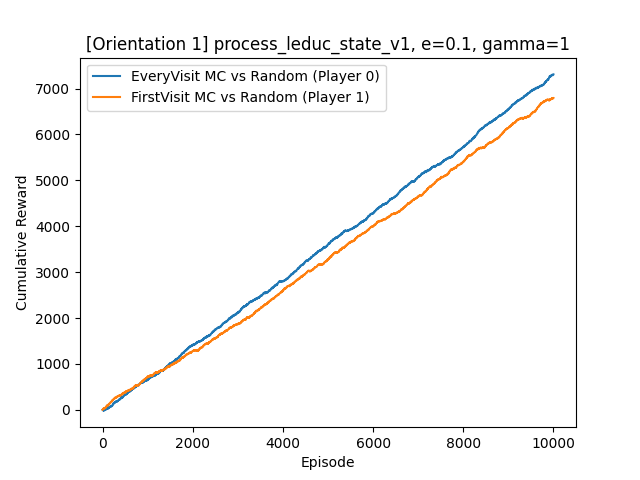 [Orientation 1] process_leduc_state_v1, e=0.1, gamma=1
EveryVisit MC vs Random (Player 0)
FirstVisit MC vs Random (Player 1)
7000
6000
5000
4000
3000
2000
1000
0
Cumulative Reward
0 2000 4000 6000 8000 10000
Episode